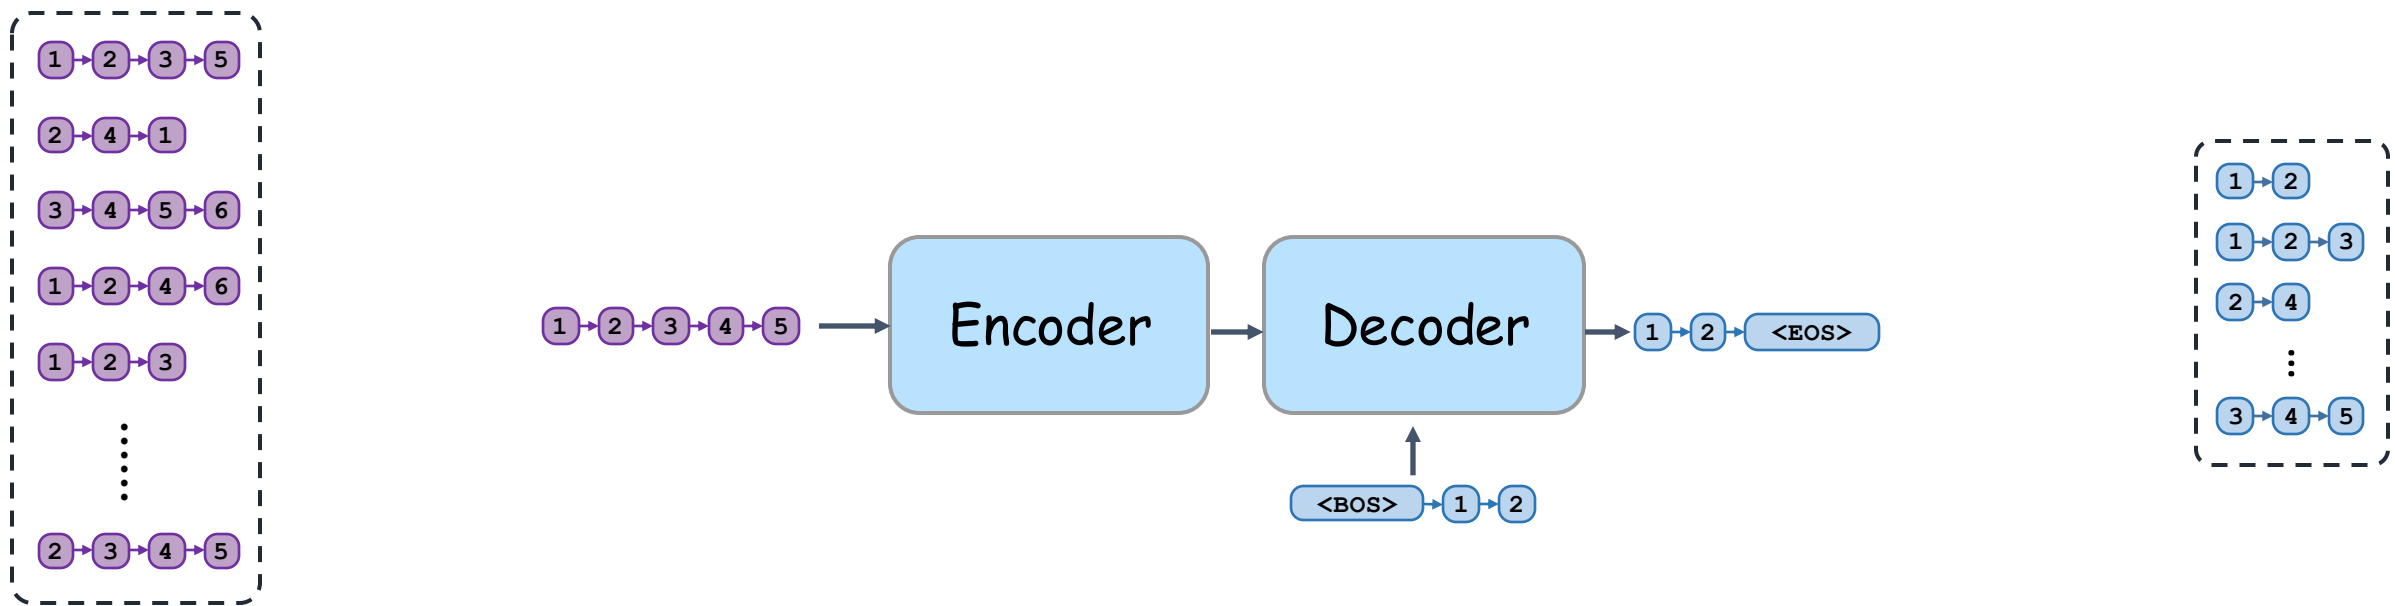 1 2 3 5
2 4 1
3 4 5 6
1 2 4 6
1 2 3
2 3 4 5
1 2 3 4 5
Encoder
Decoder
<BOS> 1 2
1 2 <EOS>
1 2
1 2 3
2 4
3 4 5